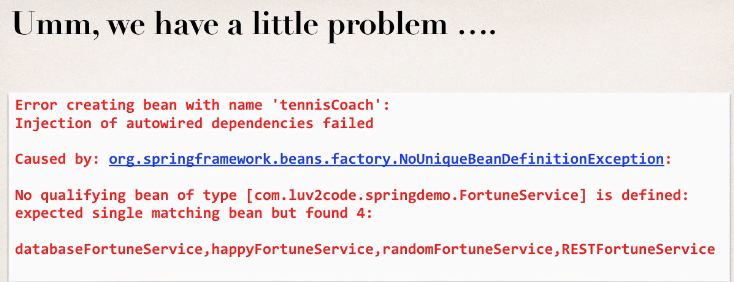 Umm, we have a little problem ....
Error creating bean with name 'tennisCoach':
Injection of autowired dependencies failed
Caused by: org.springframework.beans.factory.NoUniqueBeanDefinitionException:
No qualifying bean of type [com.luv2code.springdemo.FortuneService] is defined:
expected single matching bean but found 4:
databaseFortuneService,happyFortuneService,randomFortuneService,RESTFortuneService